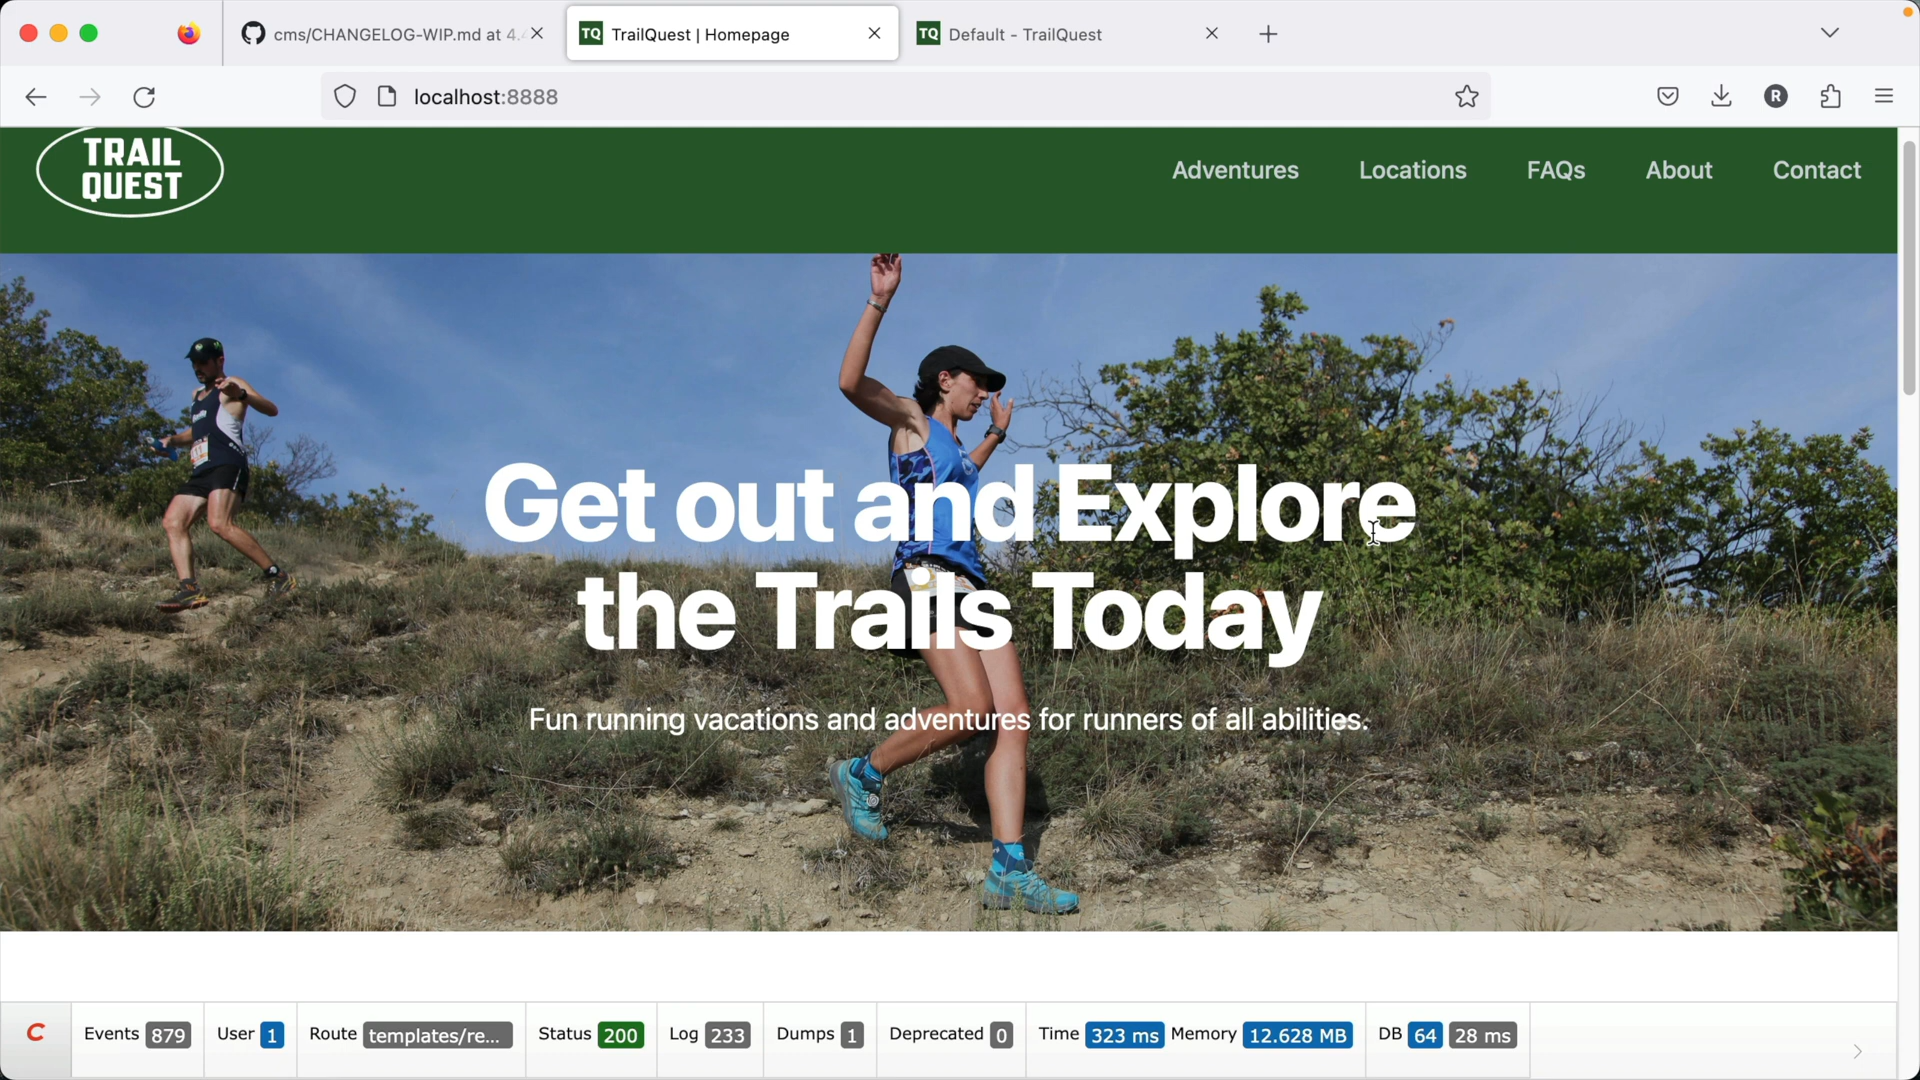 cms/CHANGELOG-WIP.md at 4.
TQ TrailQuest | Homepage
TQ Default - TrailQuest
localhost:8888
R
TRAIL
QUEST
Adventures
Locations
FAQs
About
Contact
Get out and Explore
the Trails Today
Fun running vacations and adventures for runners of all abilities.
C
Events 879
User 1
Route templates/re...
Status 200
Log 233
Dumps 1
Deprecated 0
Time 323 ms
Memory 12.628 MB
DB 64 28 ms